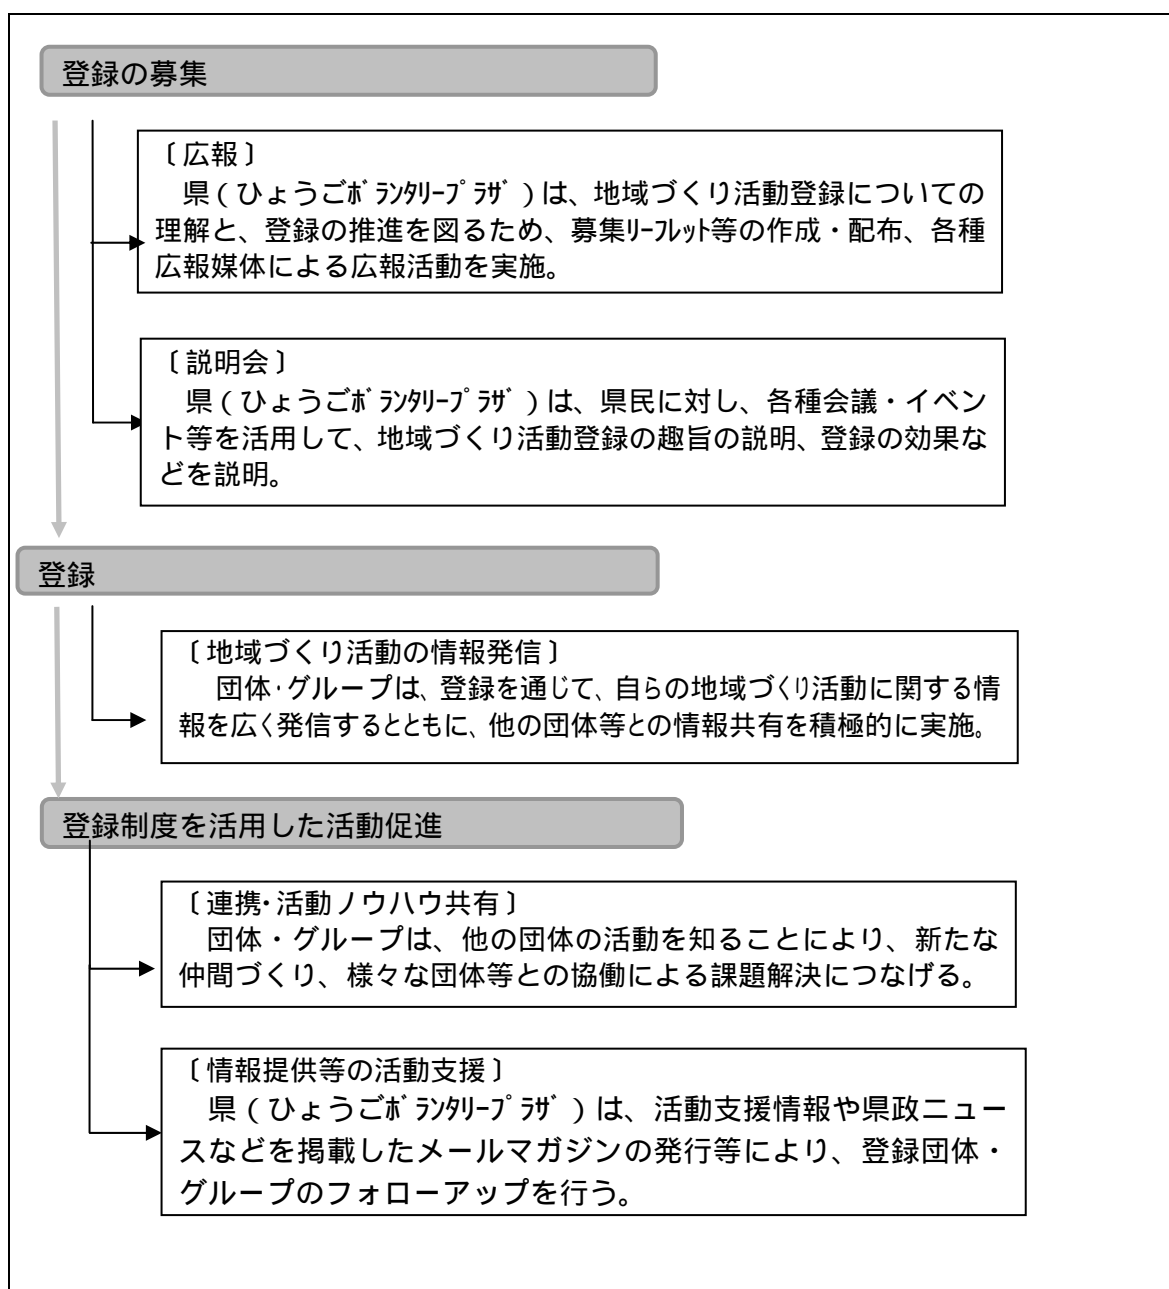 登録の募集
〔広報〕
県（ひょうごﾎﾞﾗﾝﾀﾘｰﾌﾟﾗｻﾞ）は、地域づくり活動登録についての
理解と、登録の推進を図るため、募集ﾘｰﾌﾚｯﾄ等の作成・配布、各種
広報媒体による広報活動を実施。
〔説明会〕
県（ひょうごﾎﾞﾗﾝﾀﾘｰﾌﾟﾗｻﾞ）は、県民に対し、各種会議・イベン
ト等を活用して、地域づくり活動登録の趣旨の説明、登録の効果な
どを説明。
登録
〔地域づくり活動の情報発信〕
団体・グループは、登録を通じて、自らの地域づくり活動に関する情
報を広く発信するとともに、他の団体等との情報共有を積極的に実施。
登録制度を活用した活動促進
〔連携・活動ノウハウ共有〕
団体・グループは、他の団体の活動を知ることにより、新たな
仲間づくり、様々な団体等との協働による課題解決につなげる。
〔情報提供等の活動支援〕
県（ひょうごﾎﾞﾗﾝﾀﾘｰﾌﾟﾗｻﾞ）は、活動支援情報や県政ニュー
スなどを掲載したメールマガジンの発行等により、登録団体・
グループのフォローアップを行う。